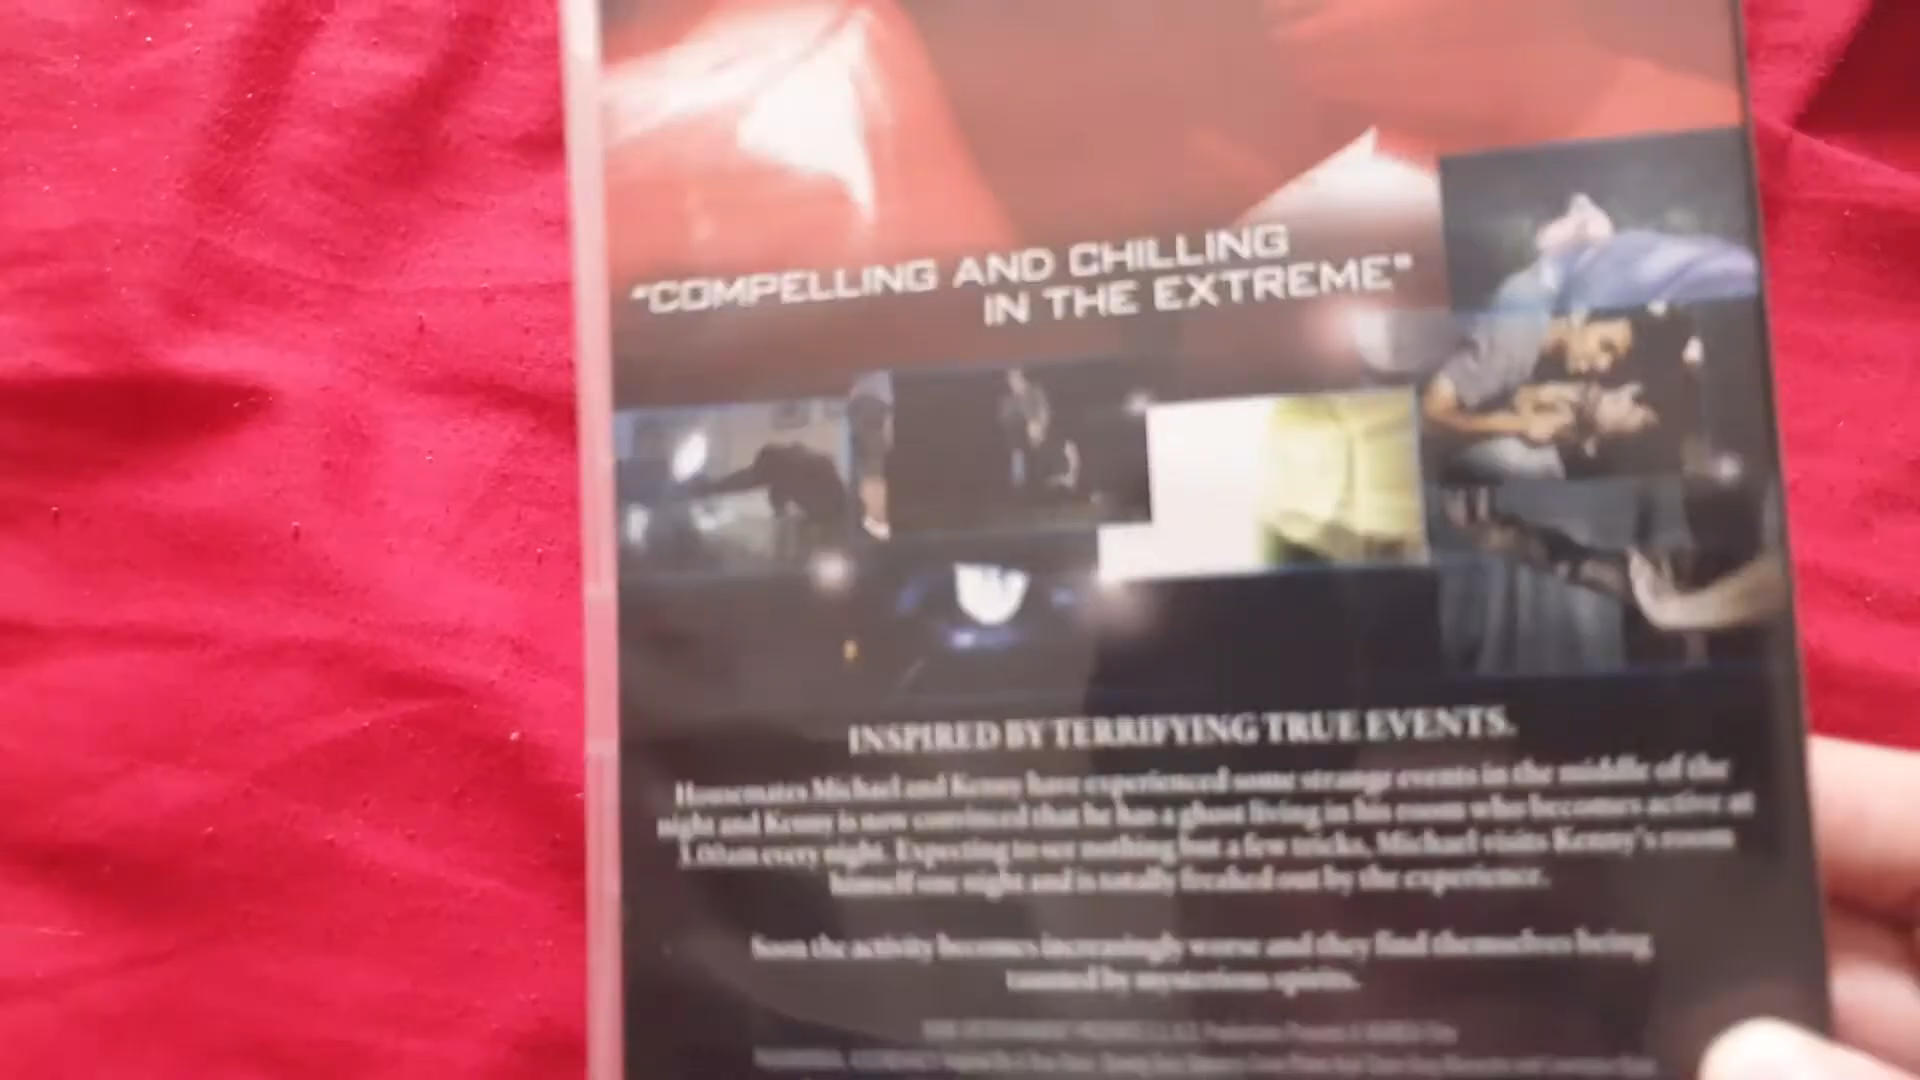 "COMPELLING AND CHILLING
IN THE EXTREME"
INSPIRED BY TERRIFYING TRUE EVENTS.
Housemates Michael and Kenny have experienced some strange events in the middle of the
night and Kenny is now convinced that he has a ghost living in his room who becomes active at
3.00am every night. Expecting to see nothing but a few tricks, Michael visits Kenny's room
himself one night and is totally freaked out by the experience.
Soon the activity becomes increasingly worse and they find themselves being
taunted by mysterious spirits.